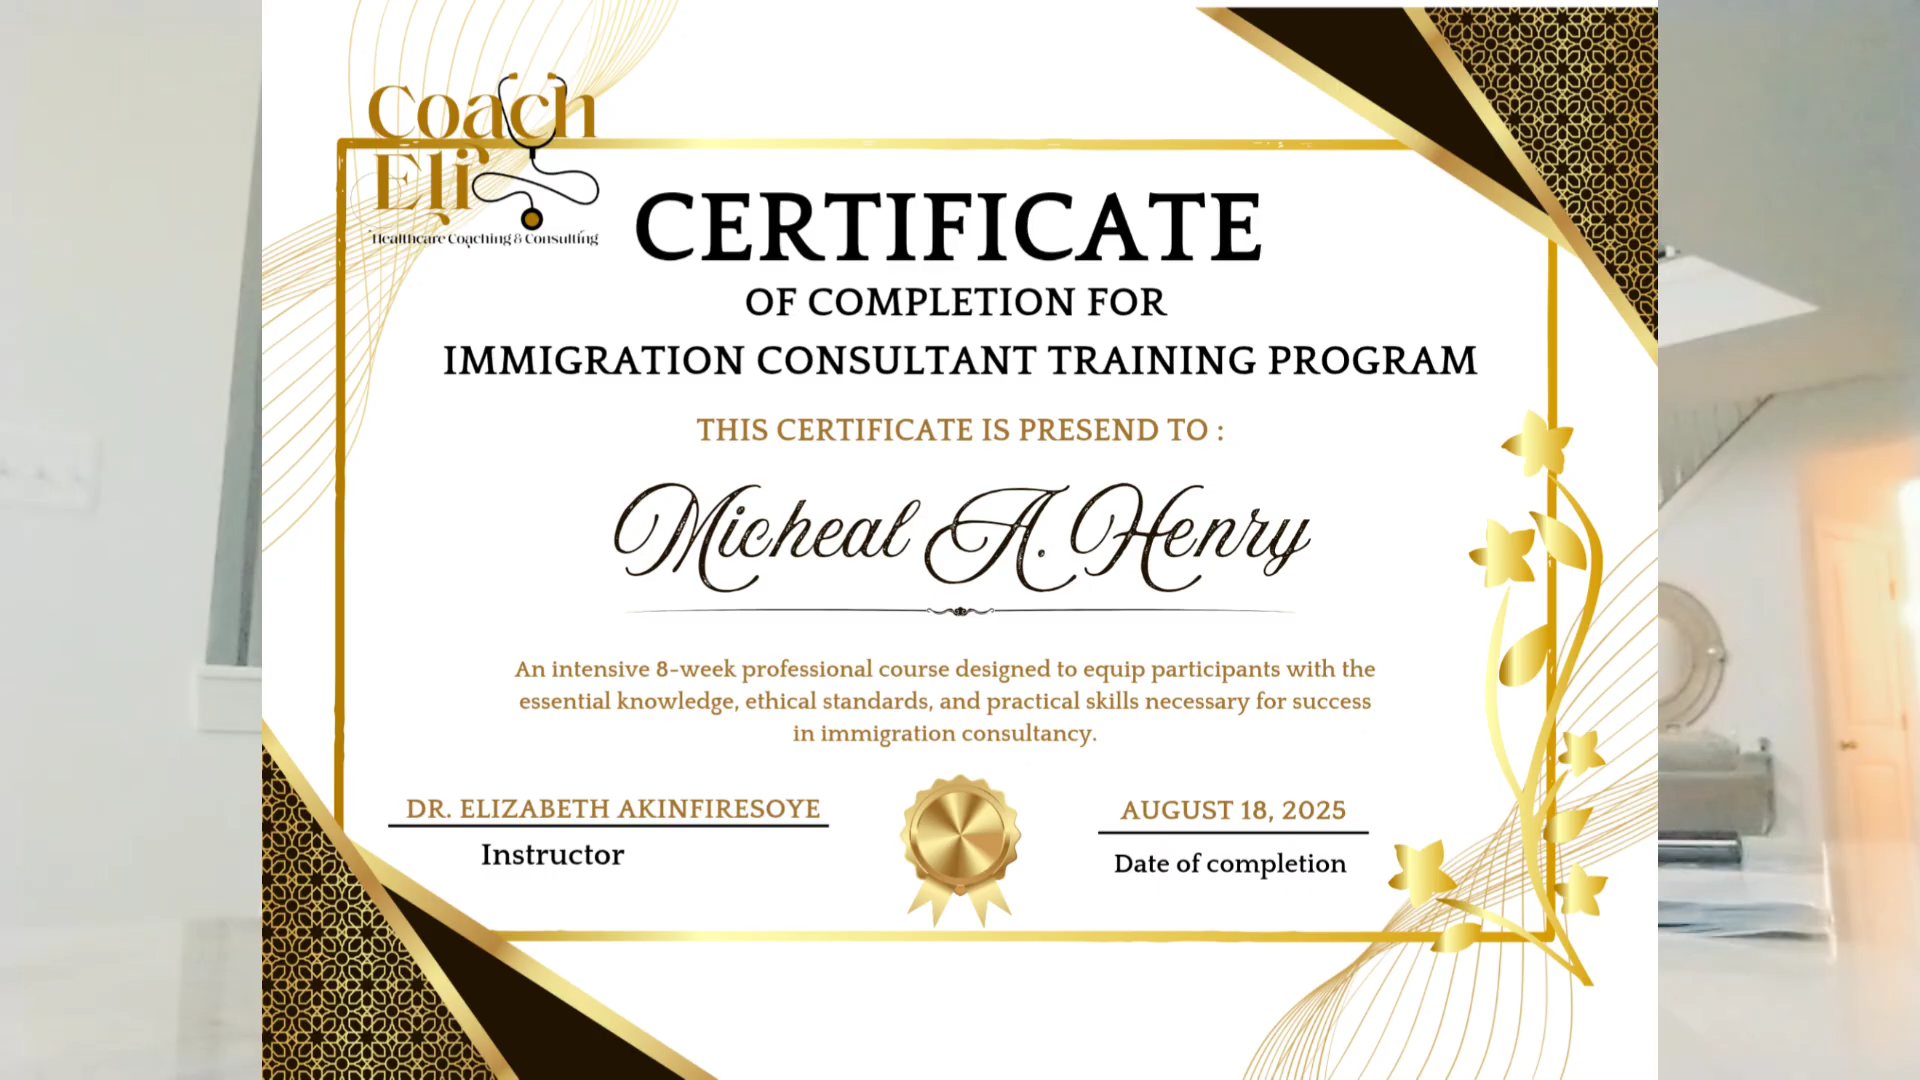 Coach
Eli
Healthcare Coaching & Consulting
CERTIFICATE
OF COMPLETION FOR
IMMIGRATION CONSULTANT TRAINING PROGRAM
THIS CERTIFICATE IS PRESEND TO :
Micheal A. Henry
An intensive 8-week professional course designed to equip participants with the
essential knowledge, ethical standards, and practical skills necessary for success
in immigration consultancy.
DR. ELIZABETH AKINFIRESOYE
Instructor
AUGUST 18, 2025
Date of completion